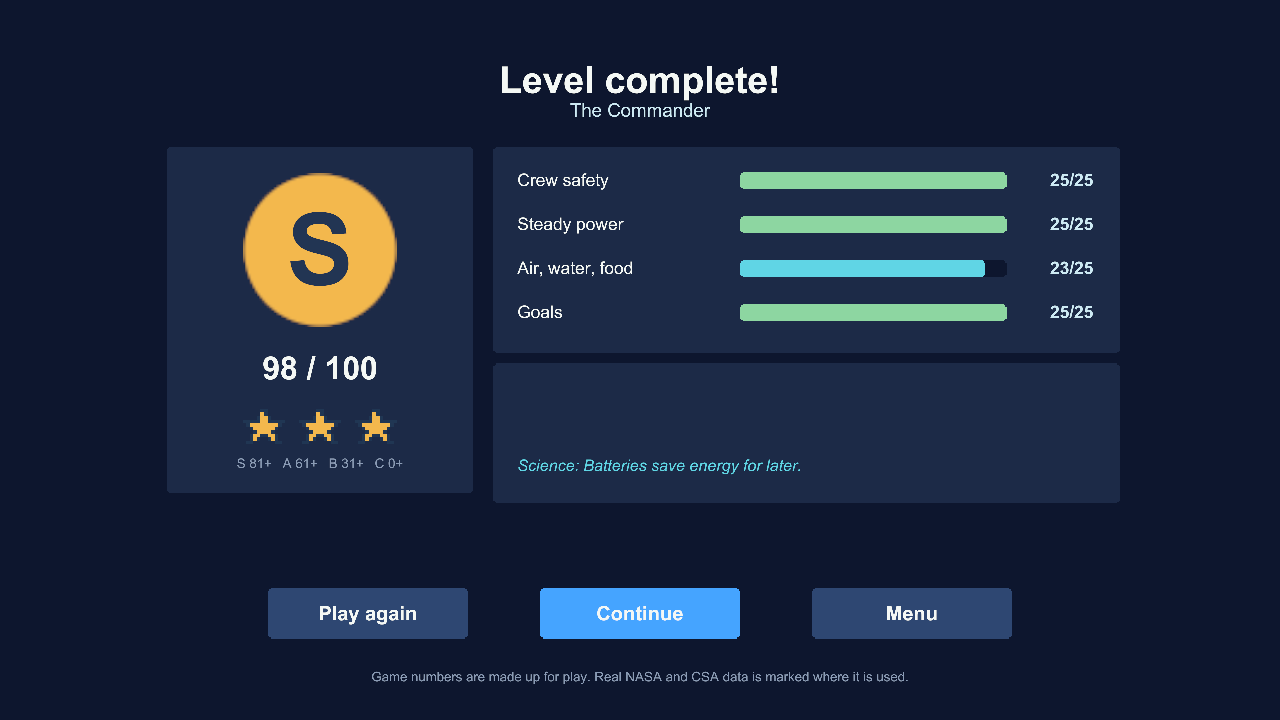 Level complete!
The Commander
S
98 / 100
S 81+ A 61+ B 31+ C 0+
Crew safety 25/25
Steady power 25/25
Air, water, food 23/25
Goals 25/25
Science: Batteries save energy for later.
Play again
Continue
Menu
Game numbers are made up for play. Real NASA and CSA data is marked where it is used.